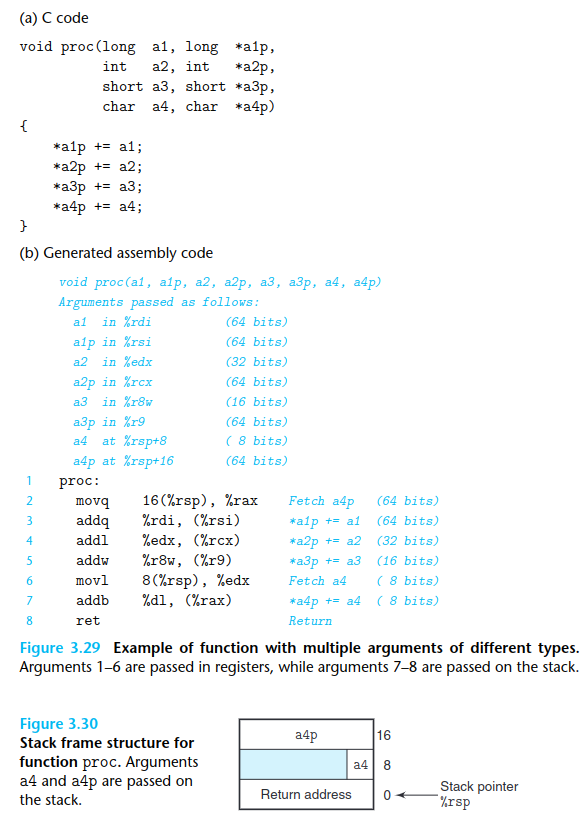 (a) C code
void proc(long a1, long *a1p,
int a2, int *a2p,
short a3, short *a3p,
char a4, char *a4p)
{
*a1p += a1;
*a2p += a2;
*a3p += a3;
*a4p += a4;
}
(b) Generated assembly code
void proc(a1, a1p, a2, a2p, a3, a3p, a4, a4p)
Arguments passed as follows:
a1 in %rdi (64 bits)
a1p in %rsi (64 bits)
a2 in %edx (32 bits)
a2p in %rcx (64 bits)
a3 in %r8w (16 bits)
a3p in %r9 (64 bits)
a4 at %rsp+8 ( 8 bits)
a4p at %rsp+16 (64 bits)
1 proc:
2 movq 16(%rsp), %rax Fetch a4p (64 bits)
3 addq %rdi, (%rsi) *a1p += a1 (64 bits)
4 addl %edx, (%rcx) *a2p += a2 (32 bits)
5 addw %r8w, (%r9) *a3p += a3 (16 bits)
6 movl 8(%rsp), %edx Fetch a4 ( 8 bits)
7 addb %dl, (%rax) *a4p += a4 ( 8 bits)
8 ret Return
Figure 3.29 Example of function with multiple arguments of different types.
Arguments 1–6 are passed in registers, while arguments 7–8 are passed on the stack.
Figure 3.30
Stack frame structure for
function proc. Arguments
a4 and a4p are passed on
the stack.
a4p 16
a4 8
Return address 0 Stack pointer
%rsp